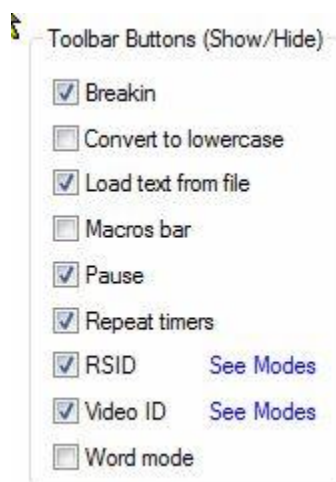 Toolbar Buttons (Show/Hide)
Breakin
Convert to lowercase
Load text from file
Macros bar
Pause
Repeat timers
RSID See Modes
Video ID See Modes
Word mode